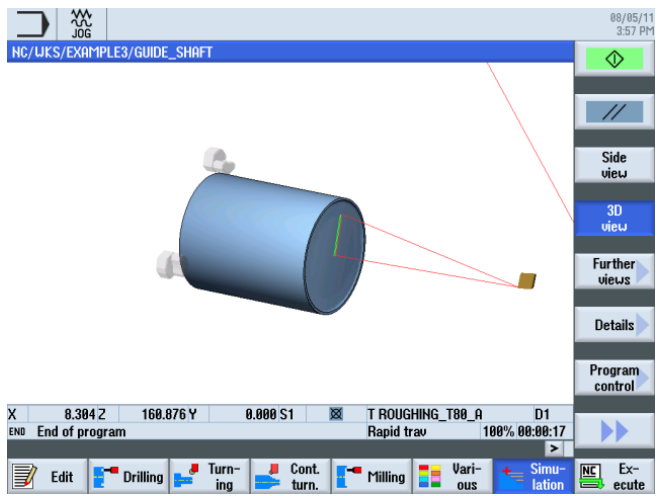 08/05/11
3:57 PM
JOG
NC/WKS/EXAMPLE3/GUIDE_SHAFT
Side
view
3D
view
Further
views
Details
Program
control
X 8.304 Z 160.876 Y 0.000 S1 T ROUGHING_T80_A D1
END End of program Rapid trav 100% 00:00:17
>
Edit
Drilling
Turn-
ing
Cont.
turn.
Milling
Vari-
ous
Simu-
lation
NC
Ex-
ecute